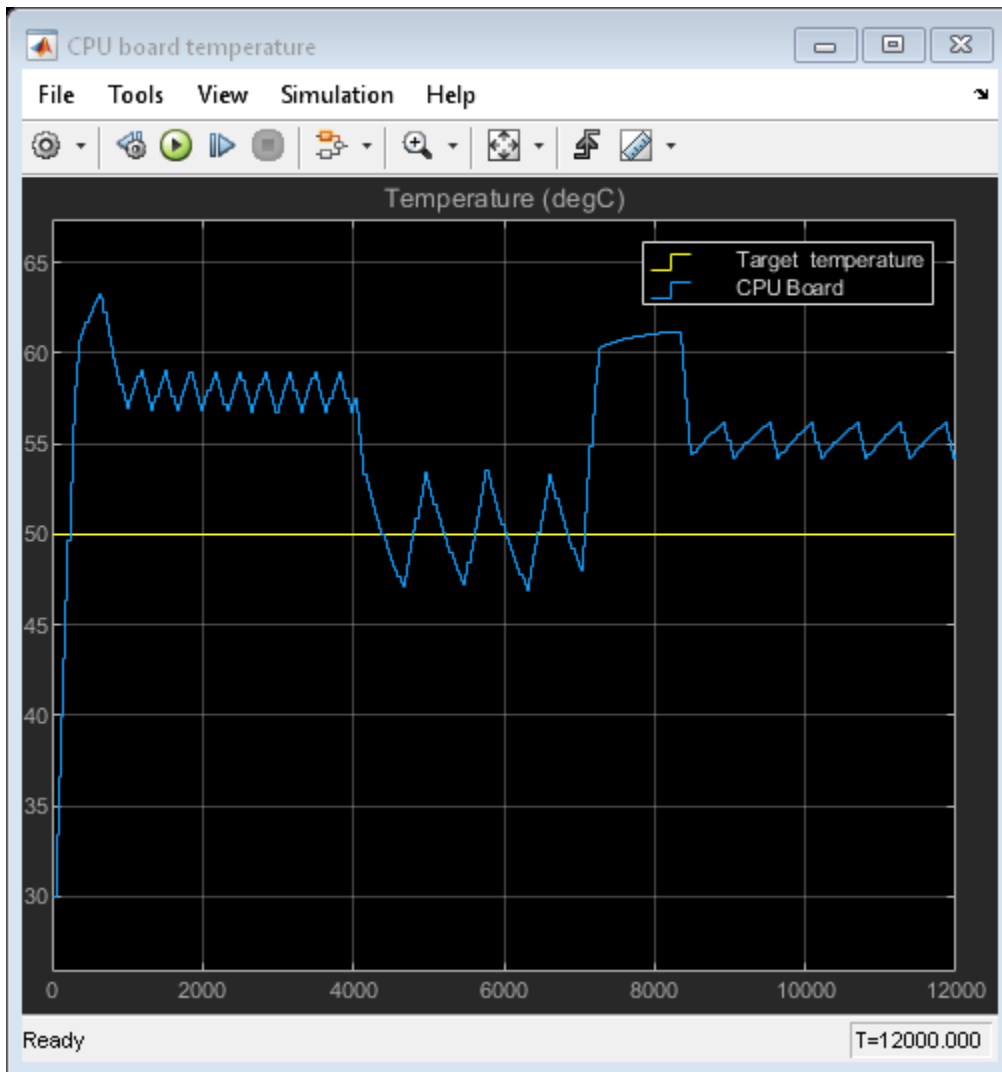 CPU board temperature
File Tools View Simulation Help
Temperature (degC)
Target temperature
CPU Board
65
60
55
50
45
40
35
30
0 2000 4000 6000 8000 10000 12000
Ready T=12000.000